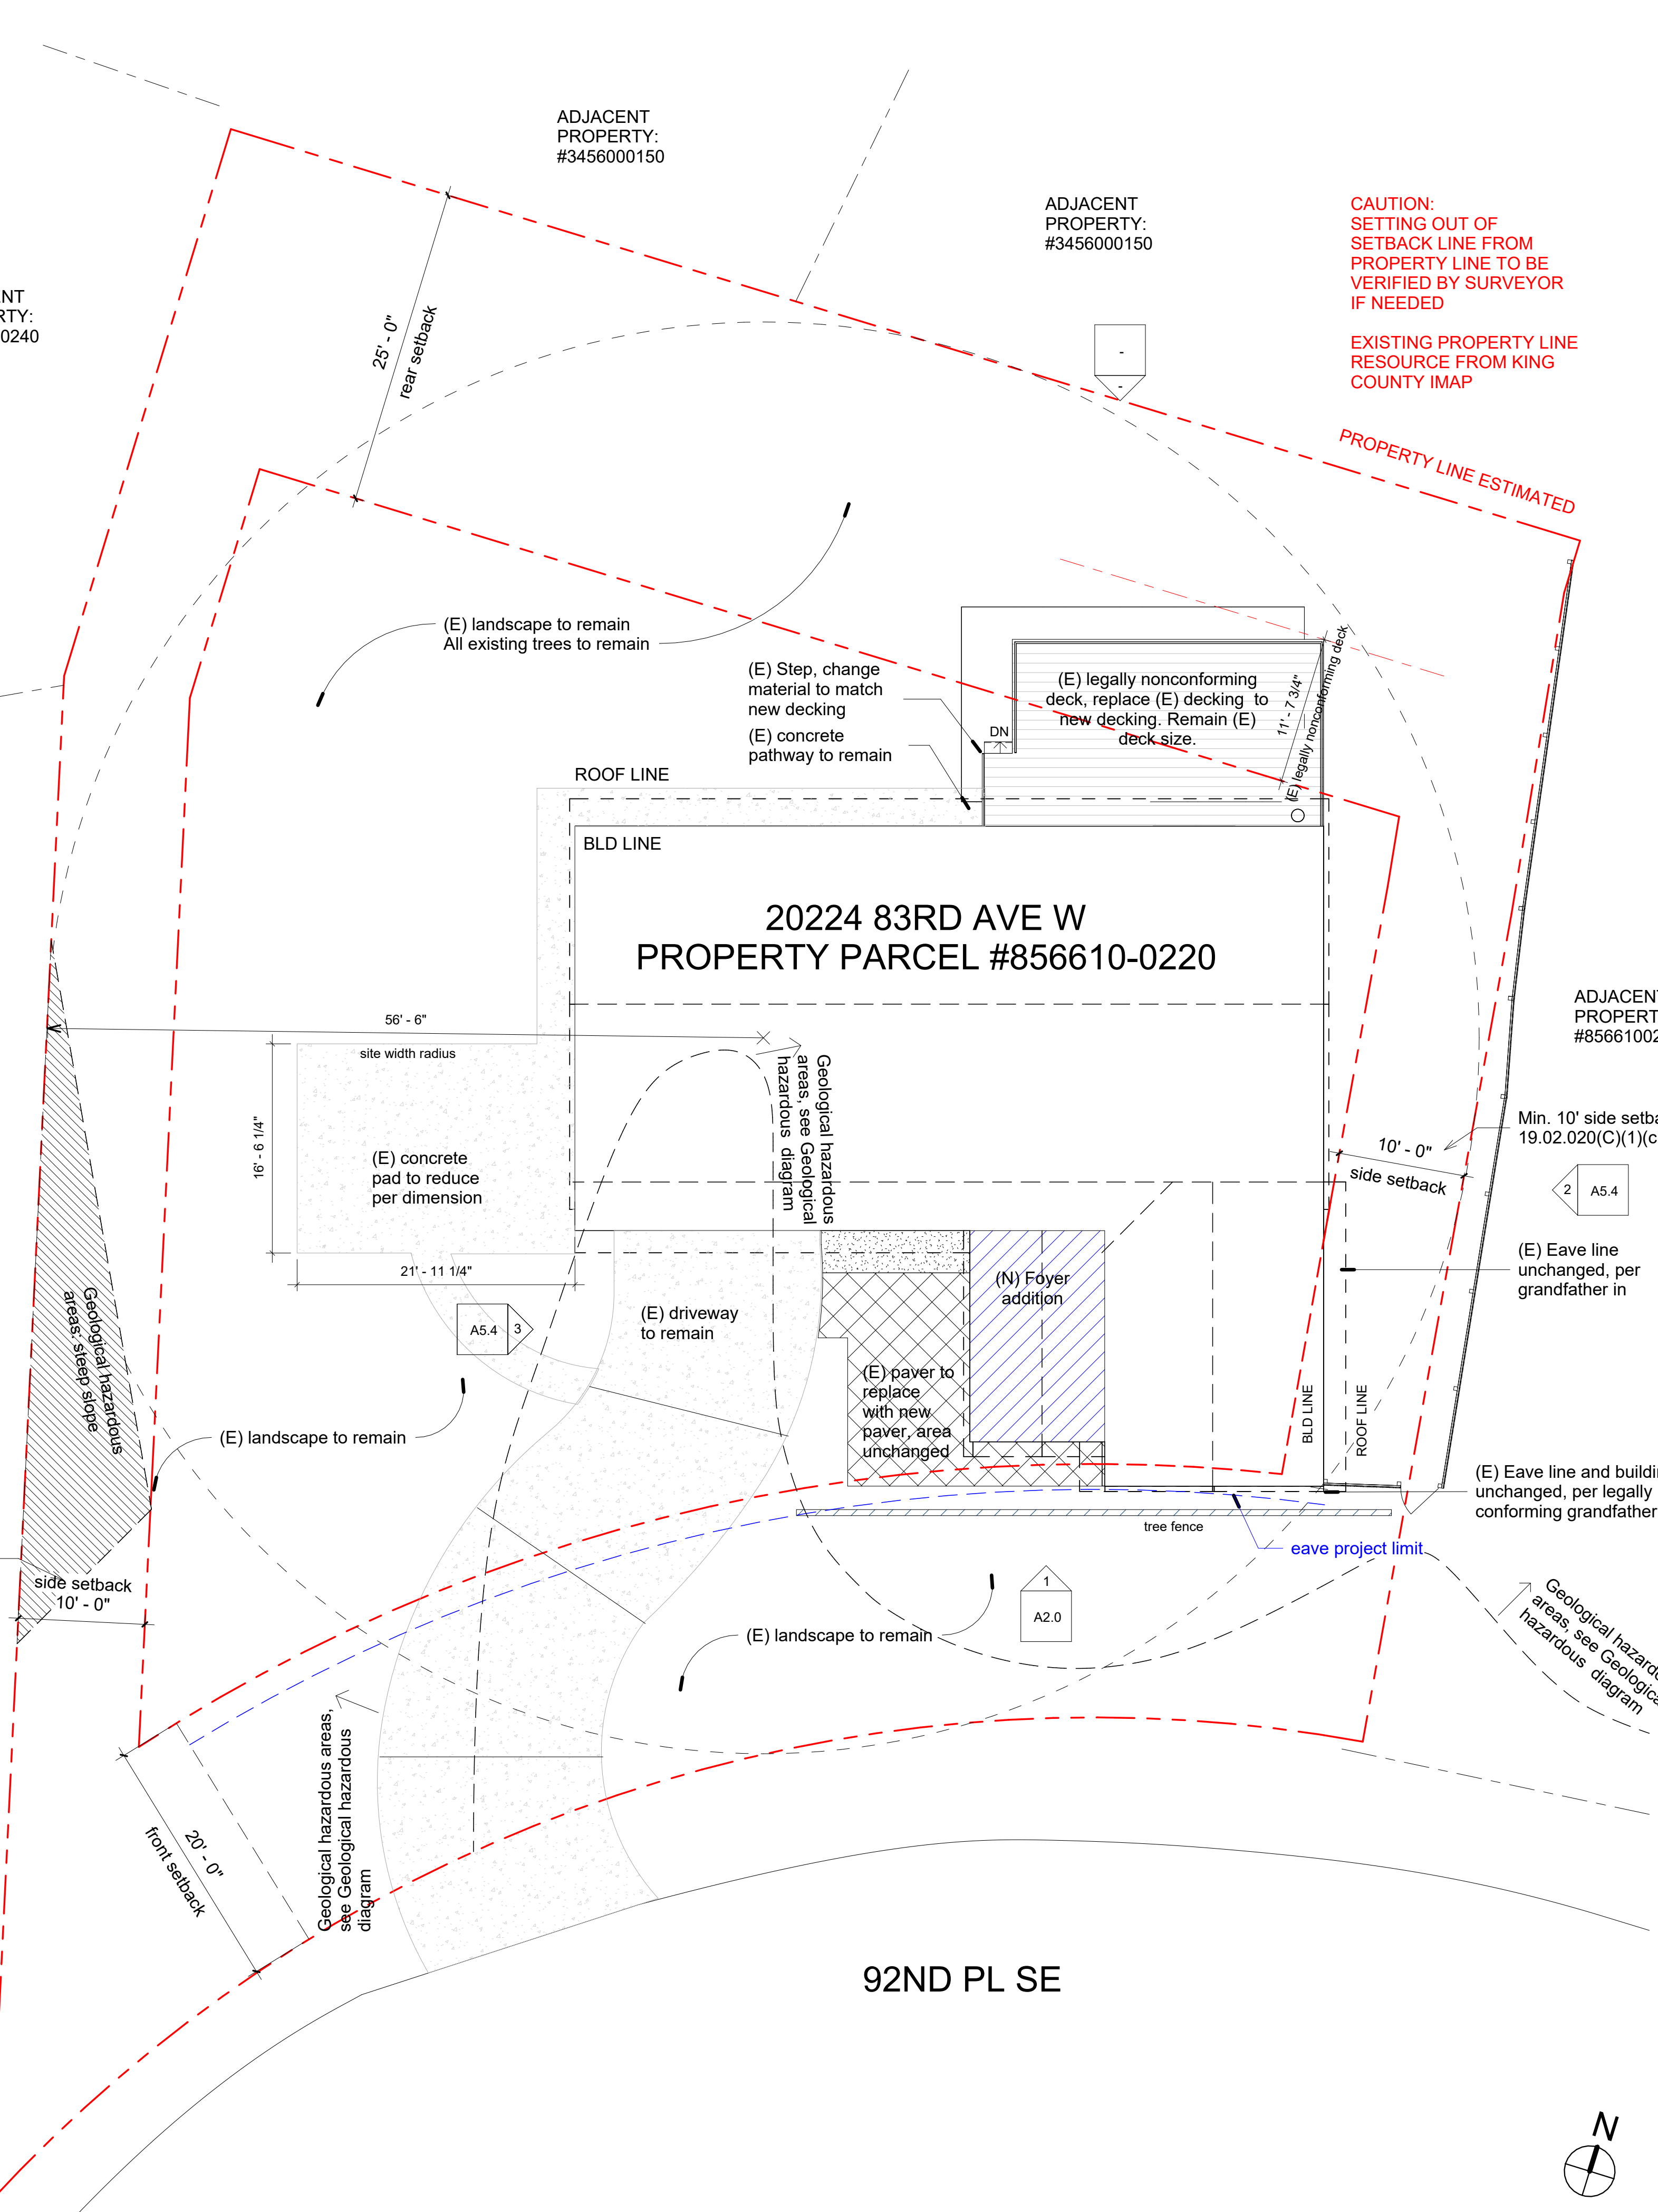 ADJACENT
PROPERTY:
#3456000150
ADJACENT
PROPERTY:
#3456000150
CAUTION:
SETTING OUT OF
SETBACK LINE FROM
PROPERTY LINE TO BE
VERIFIED BY SURVEYOR
IF NEEDED
EXISTING PROPERTY LINE
RESOURCE FROM KING
COUNTY IMAP
NT
RTY:
0240
25' - 0"
rear setback
-
-
PROPERTY LINE ESTIMATED
(E) landscape to remain
All existing trees to remain
(E) Step, change
material to match
new decking
(E) concrete
pathway to remain
DN
(E) legally nonconforming
deck, replace (E) decking to
new decking. Remain (E)
deck size.
11' - 7 3/4"
(E) legally nonconforming deck
ROOF LINE
BLD LINE
20224 83RD AVE W
PROPERTY PARCEL #856610-0220
56' - 6"
site width radius
16' - 6 1/4"
(E) concrete
pad to reduce
per dimension
21' - 11 1/4"
Geological hazardous
areas, see Geological
hazardous diagram
ADJACENT
PROPERT
#85661002
Min. 10' side setba
19.02.020(C)(1)(c
10' - 0"
side setback
2
A5.4
(E) Eave line
unchanged, per
grandfather in
(N) Foyer
addition
(E) driveway
to remain
A5.4
3
(E) paver to
replace
with new
paver, area
unchanged
BLD LINE
ROOF LINE
Geological hazardous
areas: steep slope
(E) landscape to remain
(E) Eave line and buildin
unchanged, per legally
conforming grandfather
tree fence
eave project limit
side setback
10' - 0"
1
A2.0
(E) landscape to remain
Geological hazardo
areas, see Geologica
hazardous diagram
Geological hazardous areas,
see Geological hazardous
diagram
20' - 0"
front setback
92ND PL SE
N